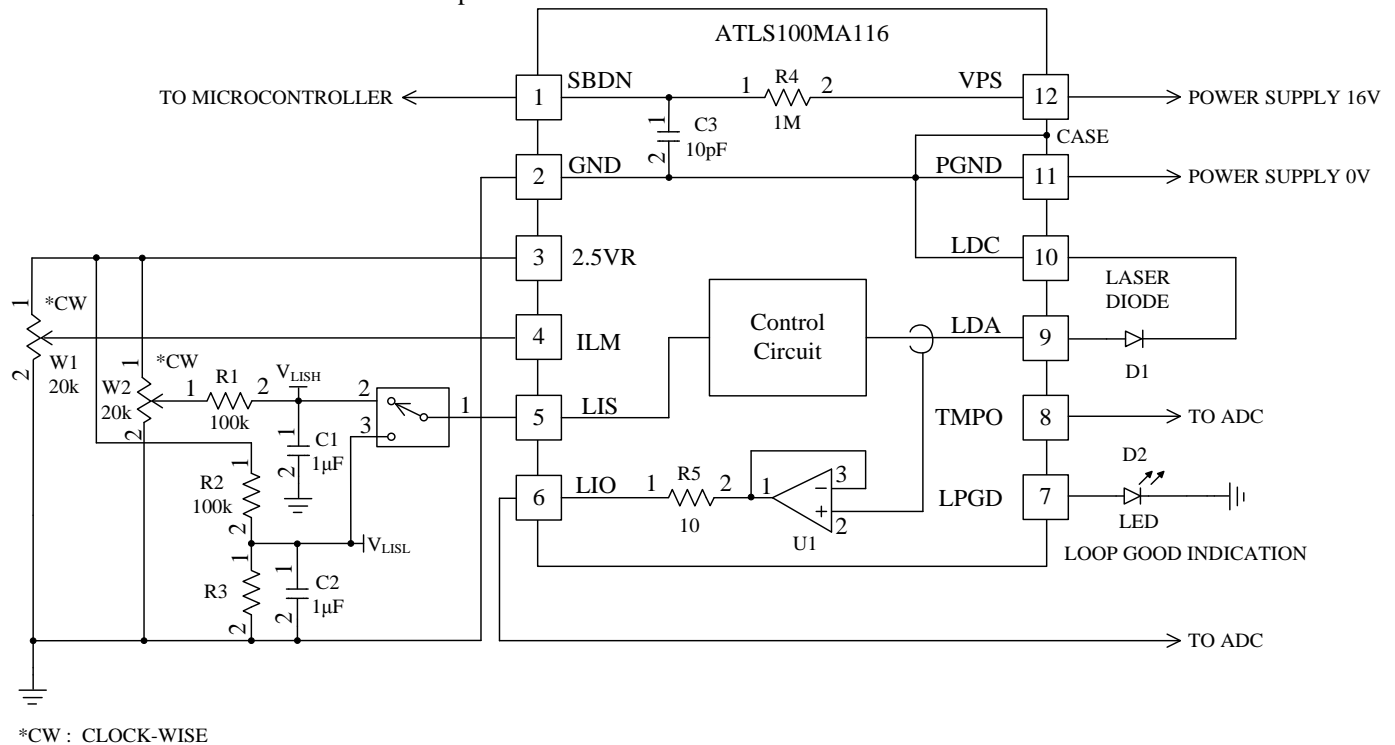 ATLS100MA116
TO MICROCONTROLLER
1
SBDN
1
R4
2
1M
VPS
12
POWER SUPPLY 16V
1
C3
10pF
2
CASE
2
GND
PGND
11
POWER SUPPLY 0V
3
2.5VR
LDC
10
LASER
DIODE
1
*CW
W1
20k
2
4
ILM
Control
Circuit
LDA
9
D1
*CW
1
W2
20k
2
1
R1
2
100k
VLISH
2
3
1
5
LIS
TMPO
8
TO ADC
1
C1
1µF
2
1
R2
100k
2
VLISL
6
LIO
1
R5
2
10
1
3
−
+
2
U1
LPGD
7
D2
LED
LOOP GOOD INDICATION
1
R3
2
1
C2
1µF
2
TO ADC
*CW : CLOCK-WISE